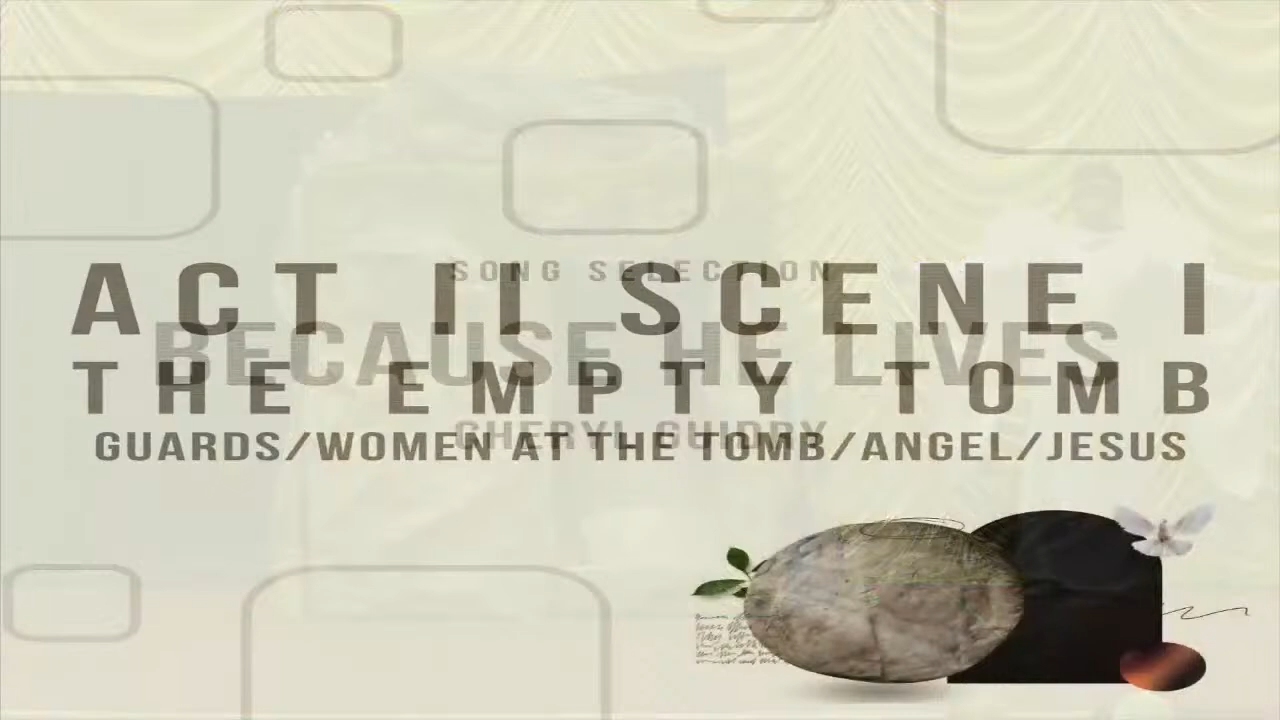 SONG SELECTION
ACT II SCENE I
BECAUSE HE LIVES
THE EMPTY TOMB
CHERYL GUIDRY
GUARDS/WOMEN AT THE TOMB/ANGEL/JESUS